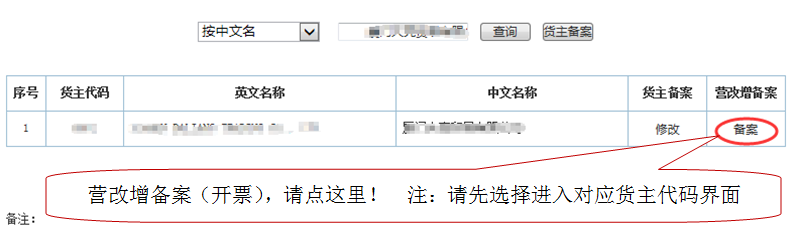 按中文名 查询 货主备案
序号 货主代码 英文名称 中文名称 货主备案 营改增备案
1 修改 备案
营改增备案（开票），请点这里！ 注：请先选择进入对应货主代码界面
备注：